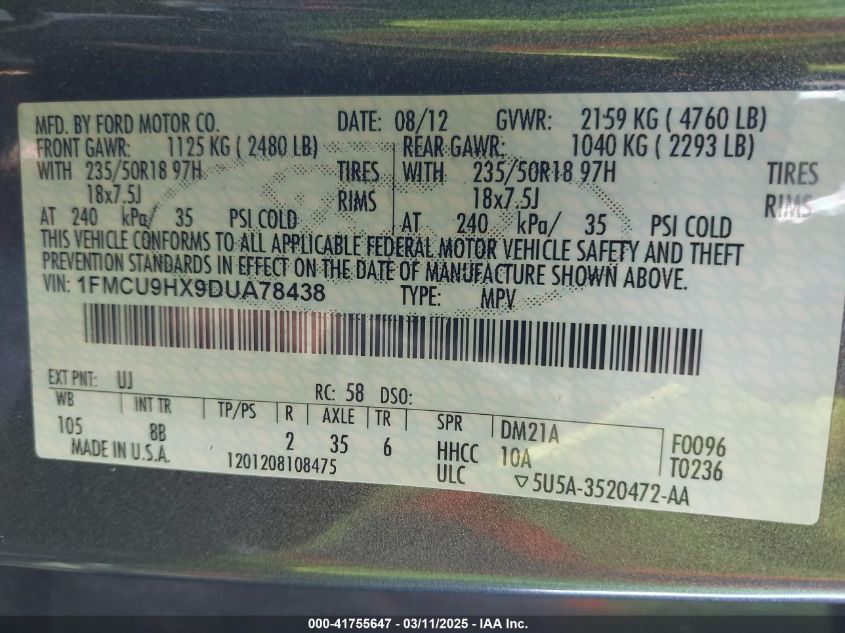 MFD. BY FORD MOTOR CO. DATE: 08/12 GVWR: 2159 KG ( 4760 LB)
FRONT GAWR: 1125 KG ( 2480 LB) REAR GAWR: 1040 KG ( 2293 LB)
WITH 235/50R18 97H TIRES WITH 235/50R18 97H TIRES
18x7.5J RIMS 18x7.5J RIMS
AT 240 kPa/ 35 PSI COLD AT 240 kPa/ 35 PSI COLD
THIS VEHICLE CONFORMS TO ALL APPLICABLE FEDERAL MOTOR VEHICLE SAFETY AND THEFT
PREVENTION STANDARDS IN EFFECT ON THE DATE OF MANUFACTURE SHOWN ABOVE.
VIN: 1FMCU9HX9DUA78438 TYPE: MPV
EXT PNT: UJ RC: 58 DSO:
WB INT TR TP/PS R AXLE TR SPR DM21A F0096
105 8B 2 35 6 HHCC 10A T0236
MADE IN U.S.A. 1201208108475 ULC ▽5U5A-3520472-AA
000-41755647 - 03/11/2025 - IAA Inc.